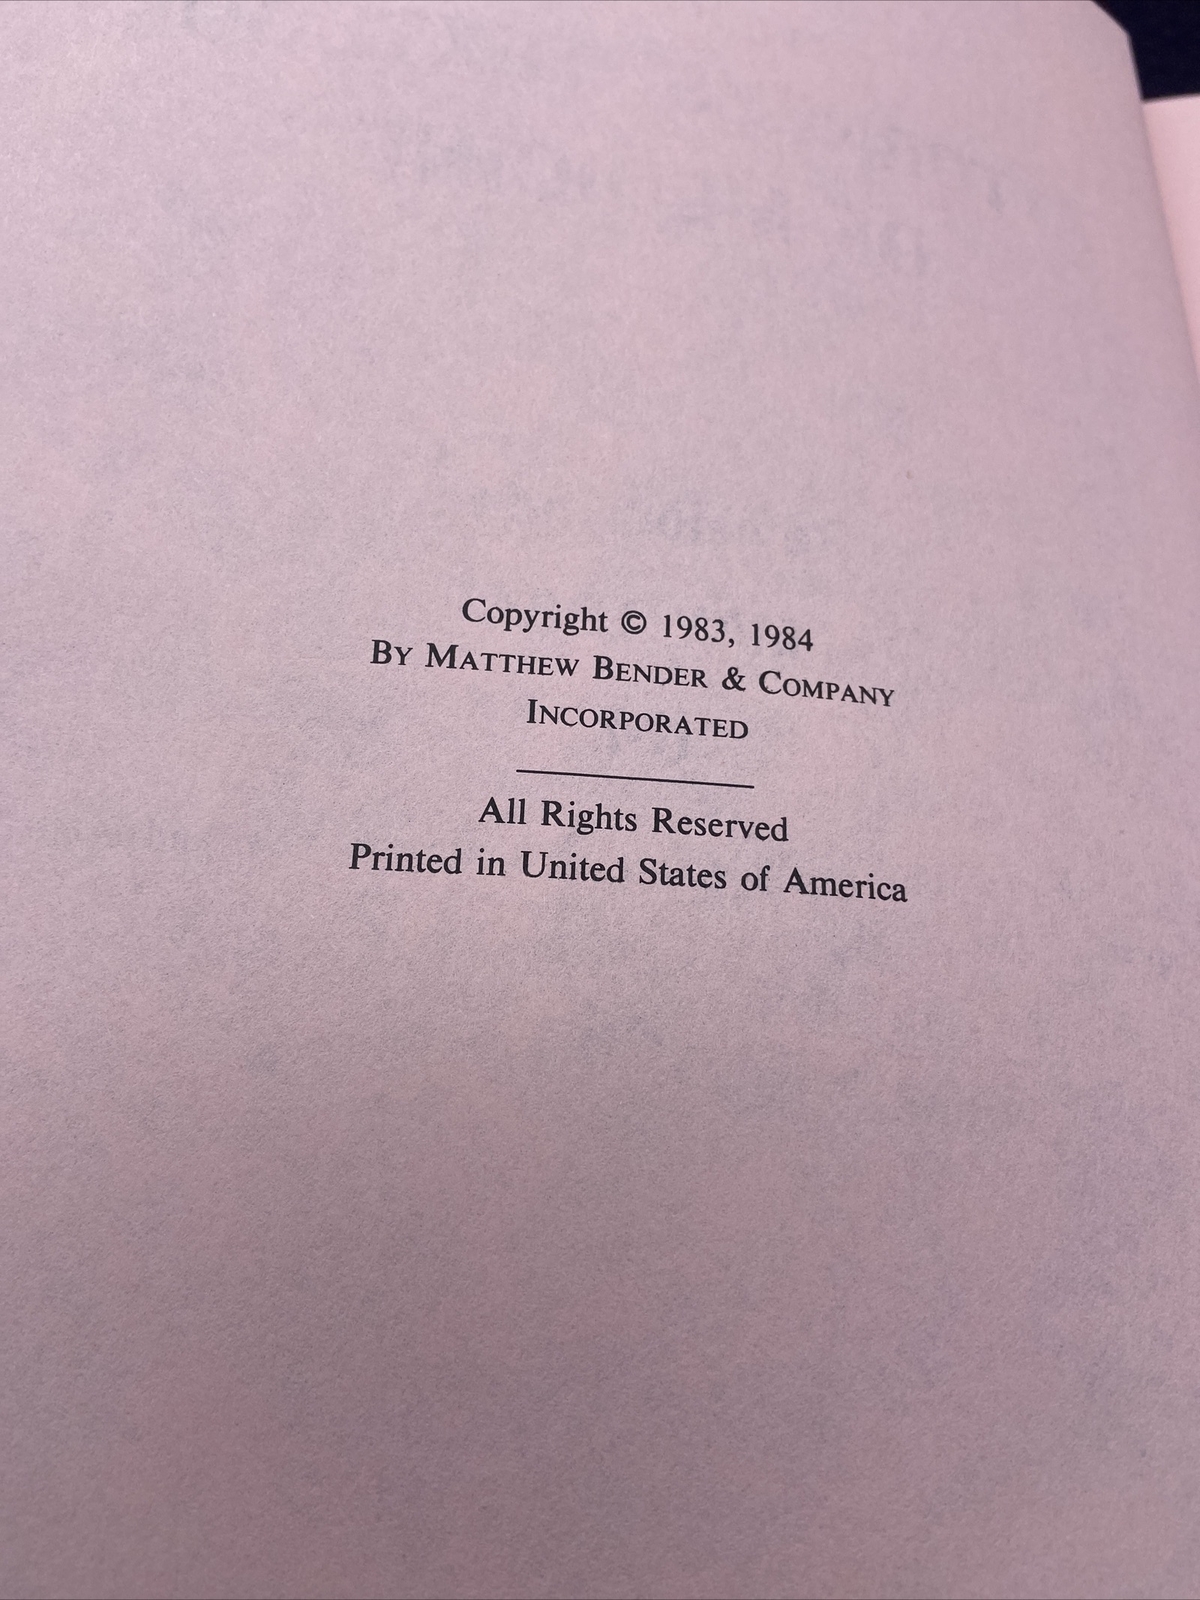 Copyright © 1983, 1984
By Matthew Bender & Company
Incorporated
All Rights Reserved
Printed in United States of America